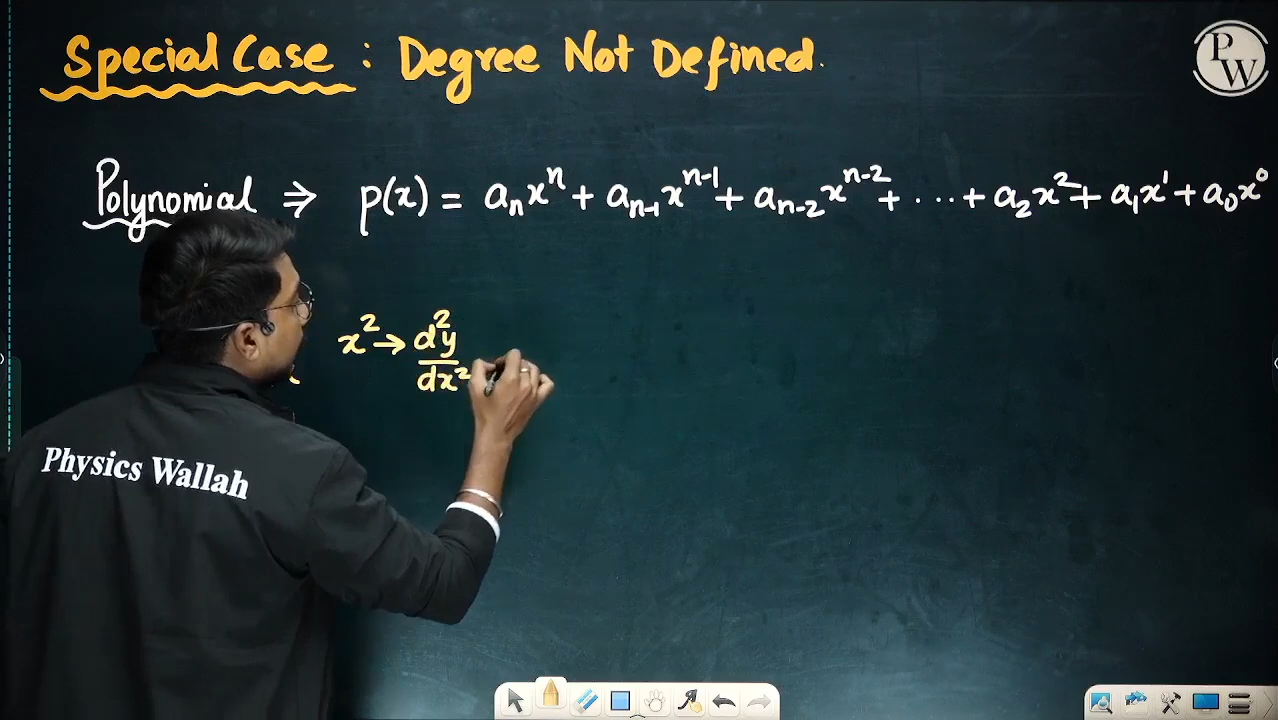 Special Case : Degree Not Defined.
PW
Polynomial ⇒ p(x) = aₙxⁿ + aₙ₋₁xⁿ⁻¹ + aₙ₋₂xⁿ⁻² + ... + a₂x² + a₁x¹ + a₀x⁰
x² → d²y/dx²
Physics Wallah